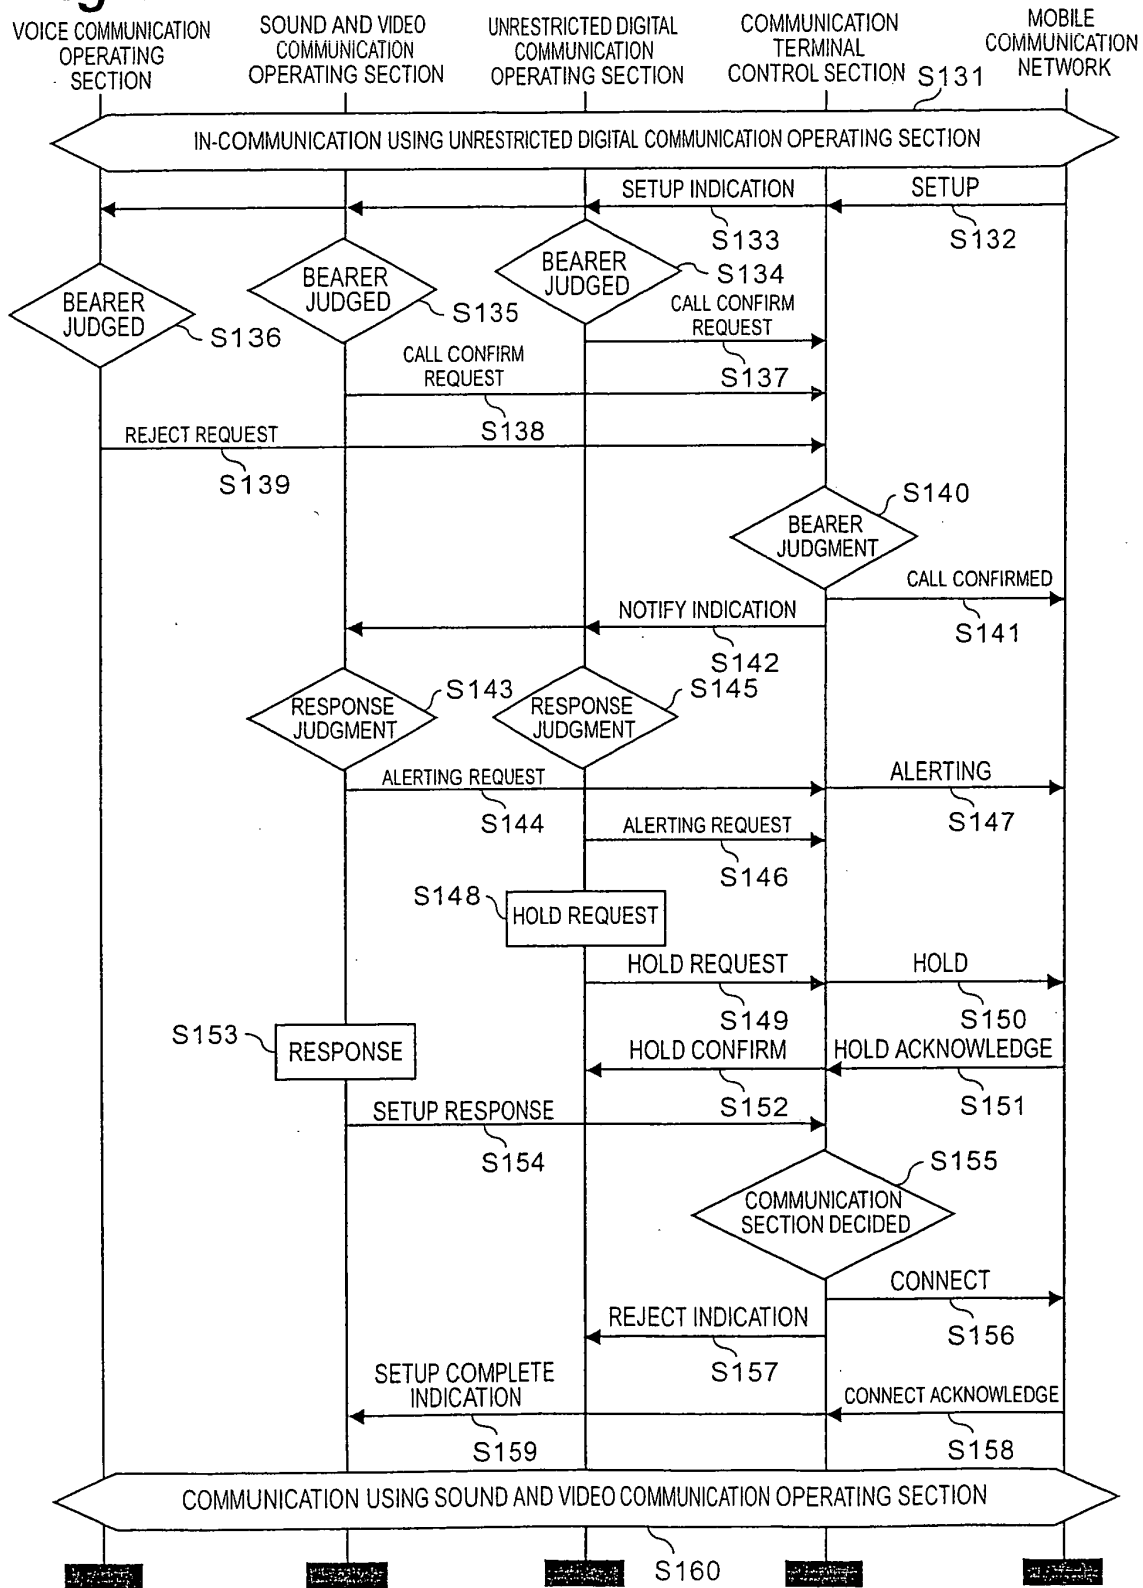 VOICE COMMUNICATION
OPERATING
SECTION
SOUND AND VIDEO
COMMUNICATION
OPERATING SECTION
UNRESTRICTED DIGITAL
COMMUNICATION
OPERATING SECTION
COMMUNICATION
TERMINAL
CONTROL SECTION
MOBILE
COMMUNICATION
NETWORK
S131
IN-COMMUNICATION USING UNRESTRICTED DIGITAL COMMUNICATION OPERATING SECTION
SETUP INDICATION
SETUP
S133
S132
BEARER
JUDGED
S134
BEARER
JUDGED
S135
BEARER
JUDGED
S136
CALL CONFIRM
REQUEST
S137
CALL CONFIRM
REQUEST
S138
REJECT REQUEST
S139
S140
BEARER
JUDGMENT
CALL CONFIRMED
S141
NOTIFY INDICATION
S142
S143
RESPONSE
JUDGMENT
S145
RESPONSE
JUDGMENT
ALERTING REQUEST
S144
ALERTING
S147
ALERTING REQUEST
S146
S148
HOLD REQUEST
HOLD REQUEST
S149
HOLD
S150
S153
RESPONSE
HOLD CONFIRM
S152
HOLD ACKNOWLEDGE
S151
SETUP RESPONSE
S154
S155
COMMUNICATION
SECTION DECIDED
CONNECT
S156
REJECT INDICATION
S157
SETUP COMPLETE
INDICATION
S159
CONNECT ACKNOWLEDGE
S158
COMMUNICATION USING SOUND AND VIDEO COMMUNICATION OPERATING SECTION
S160